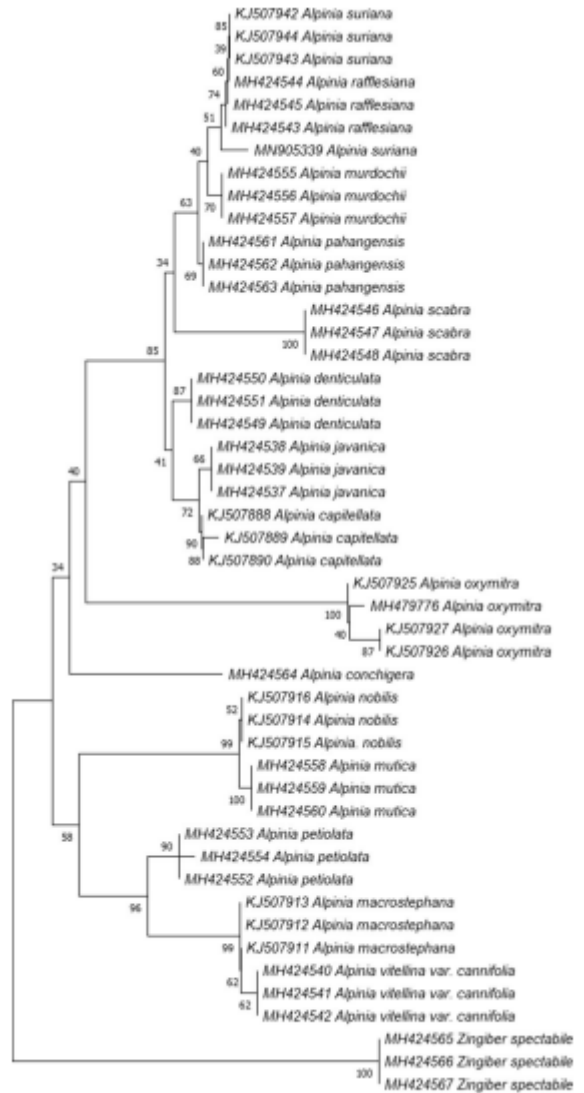 KJ507942 Alpinia suriana
85
KJ507944 Alpinia suriana
39
KJ507943 Alpinia suriana
60
MH424544 Alpinia rafflesiana
74
MH424545 Alpinia rafflesiana
51
MH424543 Alpinia rafflesiana
40
MN905339 Alpinia suriana
MH424555 Alpinia murdochii
MH424556 Alpinia murdochii
63
70
MH424557 Alpinia murdochii
MH424561 Alpinia pahangensis
34
MH424562 Alpinia pahangensis
69
MH424563 Alpinia pahangensis
MH424546 Alpinia scabra
MH424547 Alpinia scabra
100
MH424548 Alpinia scabra
85
MH424550 Alpinia denticulata
87
MH424551 Alpinia denticulata
MH424549 Alpinia denticulata
41
MH424538 Alpinia javanica
66
MH424539 Alpinia javanica
40
MH424537 Alpinia javanica
72
KJ507888 Alpinia capitellata
90
KJ507889 Alpinia capitellata
88
KJ507890 Alpinia capitellata
34
KJ507925 Alpinia oxymitra
MH479776 Alpinia oxymitra
100
KJ507927 Alpinia oxymitra
40
87
KJ507926 Alpinia oxymitra
MH424564 Alpinia conchigera
KJ507916 Alpinia nobilis
52
KJ507914 Alpinia nobilis
99
KJ507915 Alpinia. nobilis
MH424558 Alpinia mutica
MH424559 Alpinia mutica
100
MH424560 Alpinia mutica
58
MH424553 Alpinia petiolata
90
MH424554 Alpinia petiolata
MH424552 Alpinia petiolata
96
KJ507913 Alpinia macrostephana
KJ507912 Alpinia macrostephana
99
KJ507911 Alpinia macrostephana
MH424540 Alpinia vitellina var. cannifolia
62
MH424541 Alpinia vitellina var. cannifolia
62
MH424542 Alpinia vitellina var. cannifolia
MH424565 Zingiber spectabile
MH424566 Zingiber spectabile
100
MH424567 Zingiber spectabile